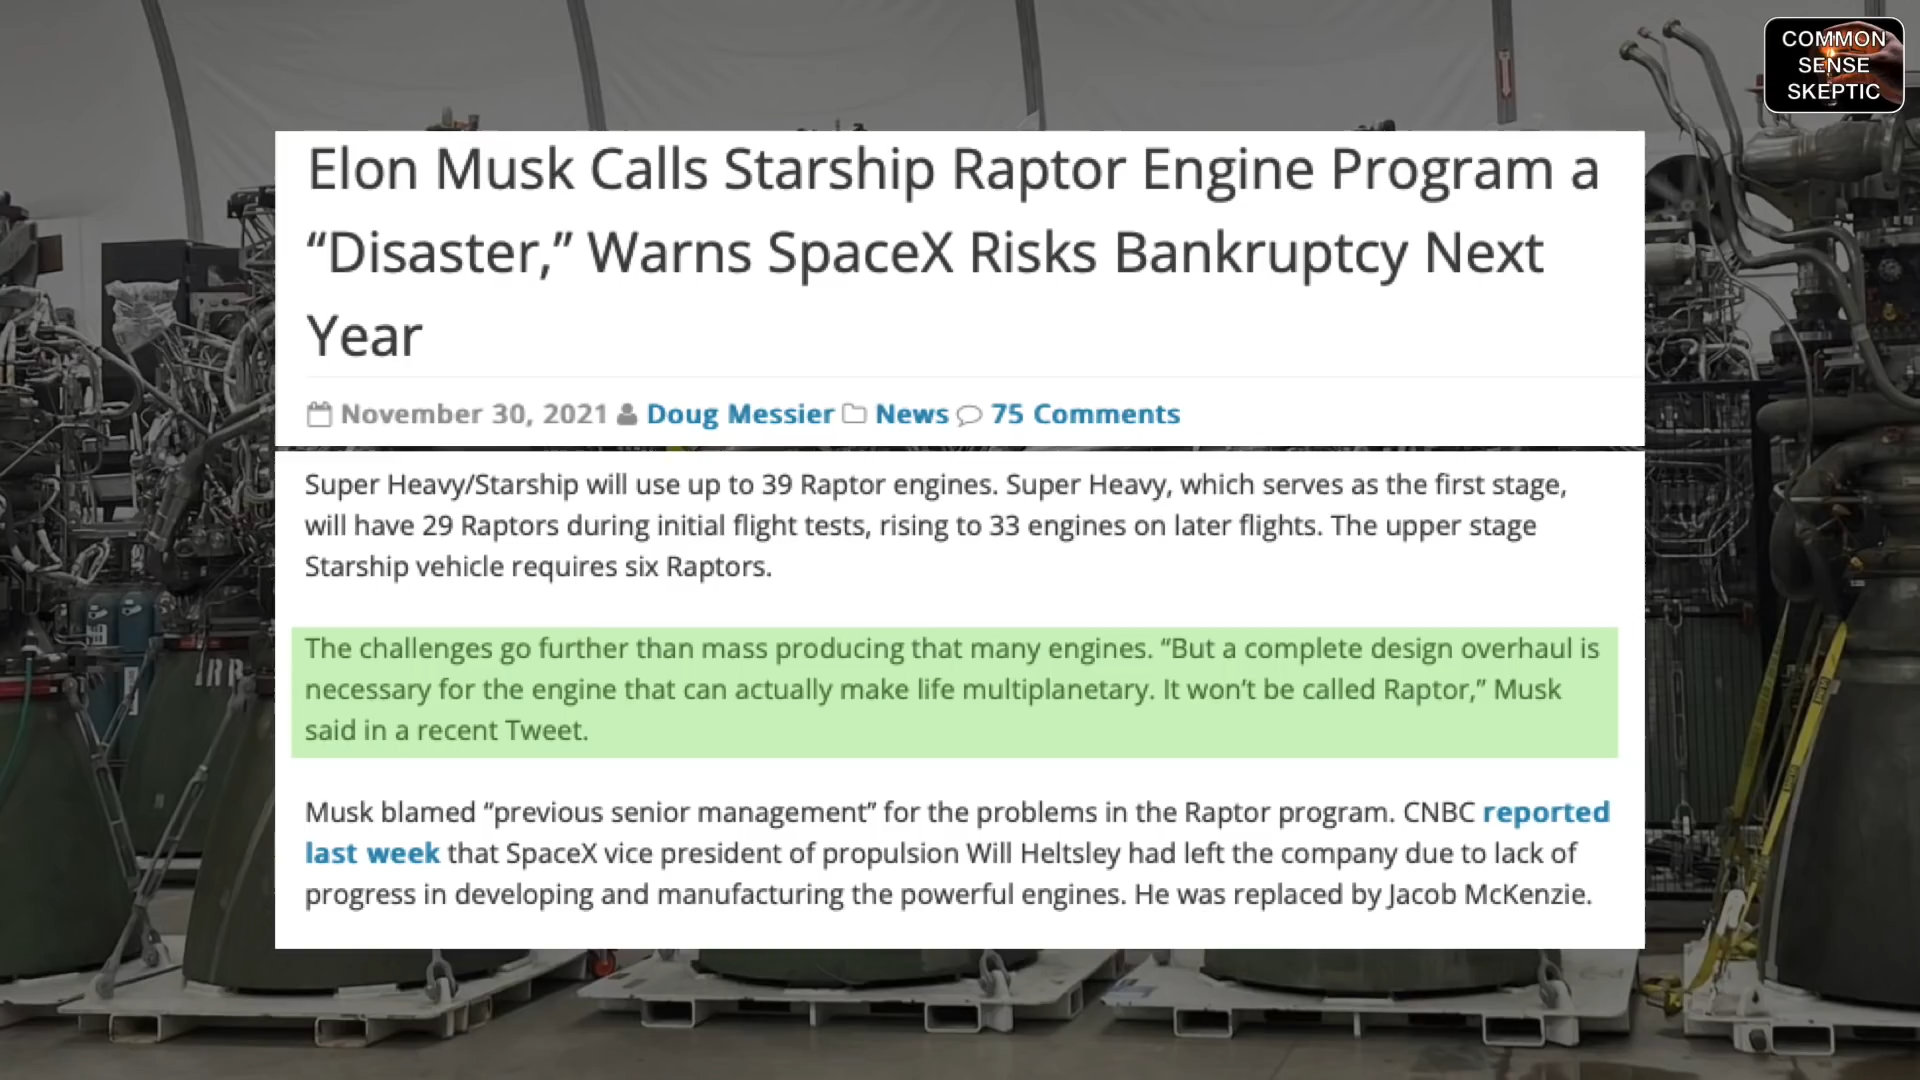 COMMON
SENSE
SKEPTIC
Elon Musk Calls Starship Raptor Engine Program a
“Disaster,” Warns SpaceX Risks Bankruptcy Next
Year
November 30, 2021 Doug Messier News 75 Comments
Super Heavy/Starship will use up to 39 Raptor engines. Super Heavy, which serves as the first stage,
will have 29 Raptors during initial flight tests, rising to 33 engines on later flights. The upper stage
Starship vehicle requires six Raptors.
The challenges go further than mass producing that many engines. “But a complete design overhaul is
necessary for the engine that can actually make life multiplanetary. It won’t be called Raptor,” Musk
said in a recent Tweet.
Musk blamed “previous senior management” for the problems in the Raptor program. CNBC reported
last week that SpaceX vice president of propulsion Will Heltsley had left the company due to lack of
progress in developing and manufacturing the powerful engines. He was replaced by Jacob McKenzie.